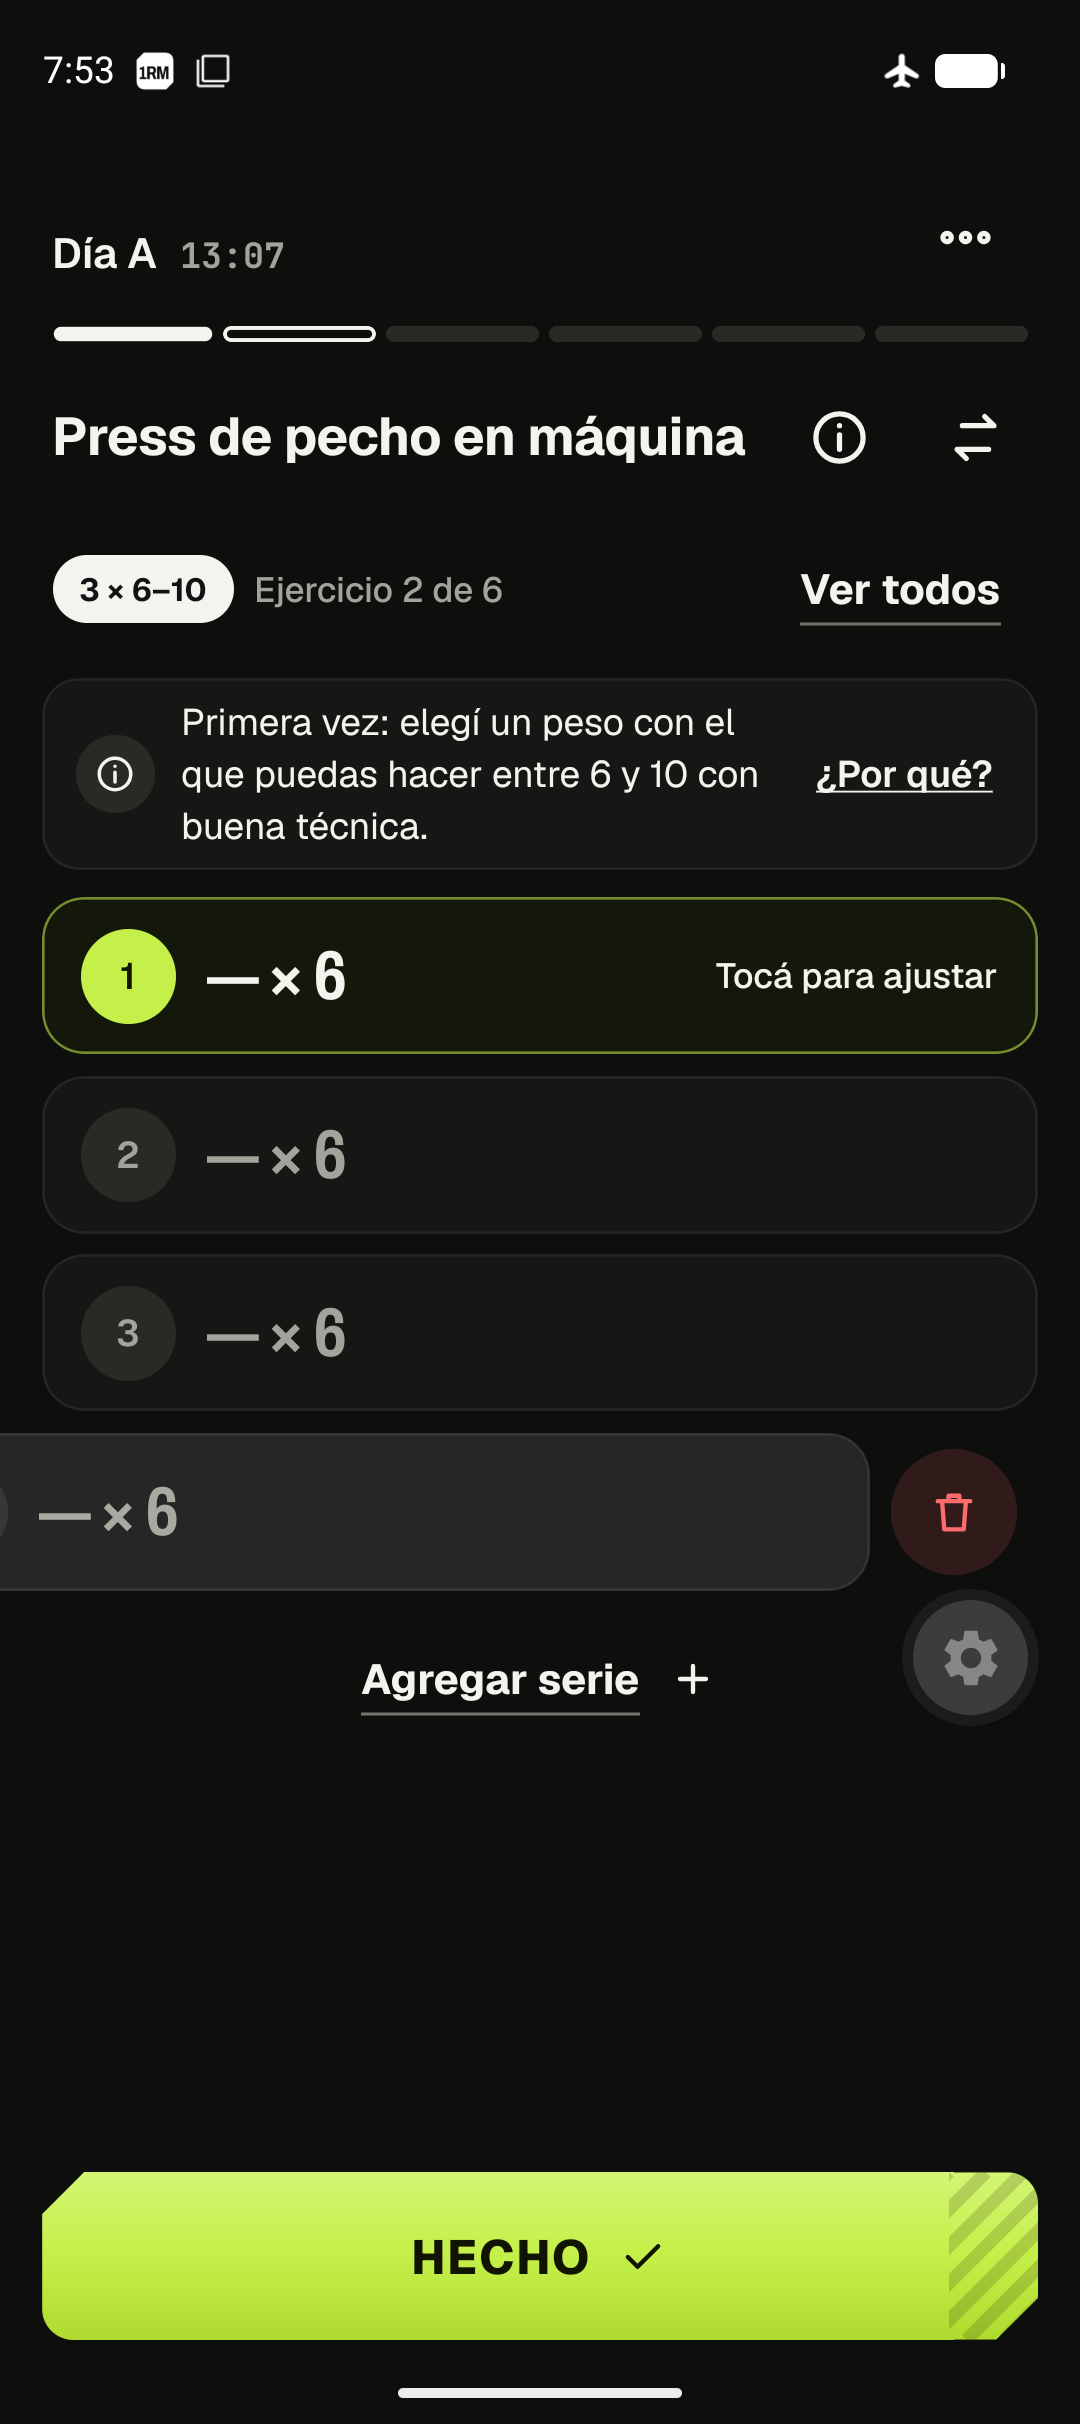 7:53 1RM
Día A 13:07
Press de pecho en máquina
3 × 6–10 Ejercicio 2 de 6 Ver todos
Primera vez: elegí un peso con el
que puedas hacer entre 6 y 10 con
buena técnica.
¿Por qué?
1 — × 6 Tocá para ajustar
2 — × 6
3 — × 6
— × 6
Agregar serie +
HECHO